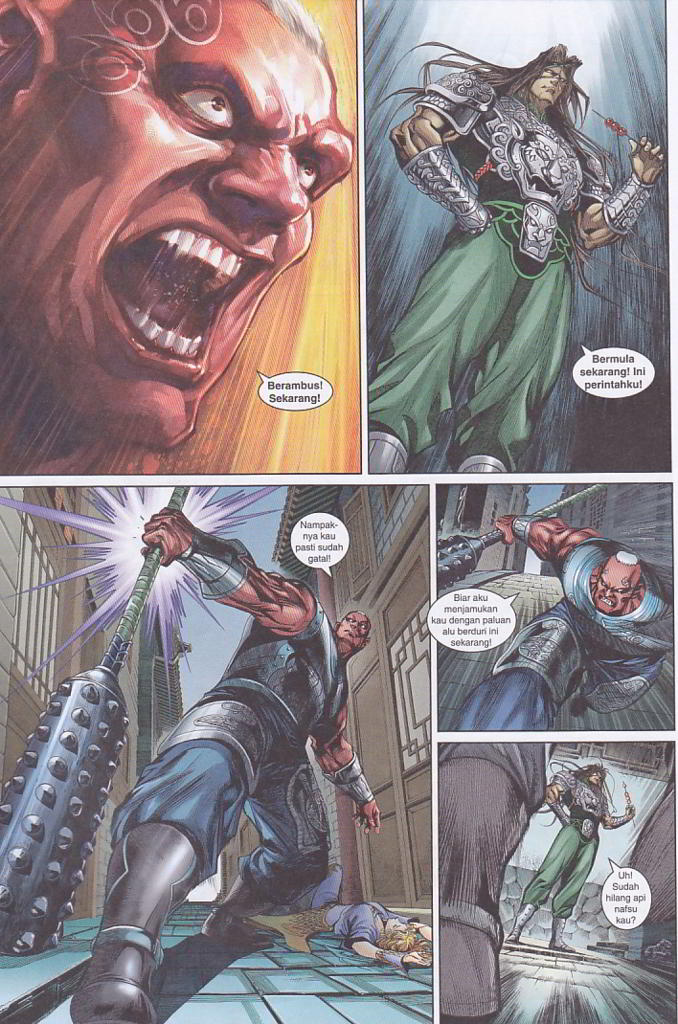 Berambus!
Sekarang!
Bermula
sekarang! Ini
perintahku!
Nampak-
nya kau
pasti sudah
gatal!
Biar aku
menjamukan
kau dengan paluan
alu berduri ini
sekarang!
Uh!
Sudah
hilang api
nafsu
kau?